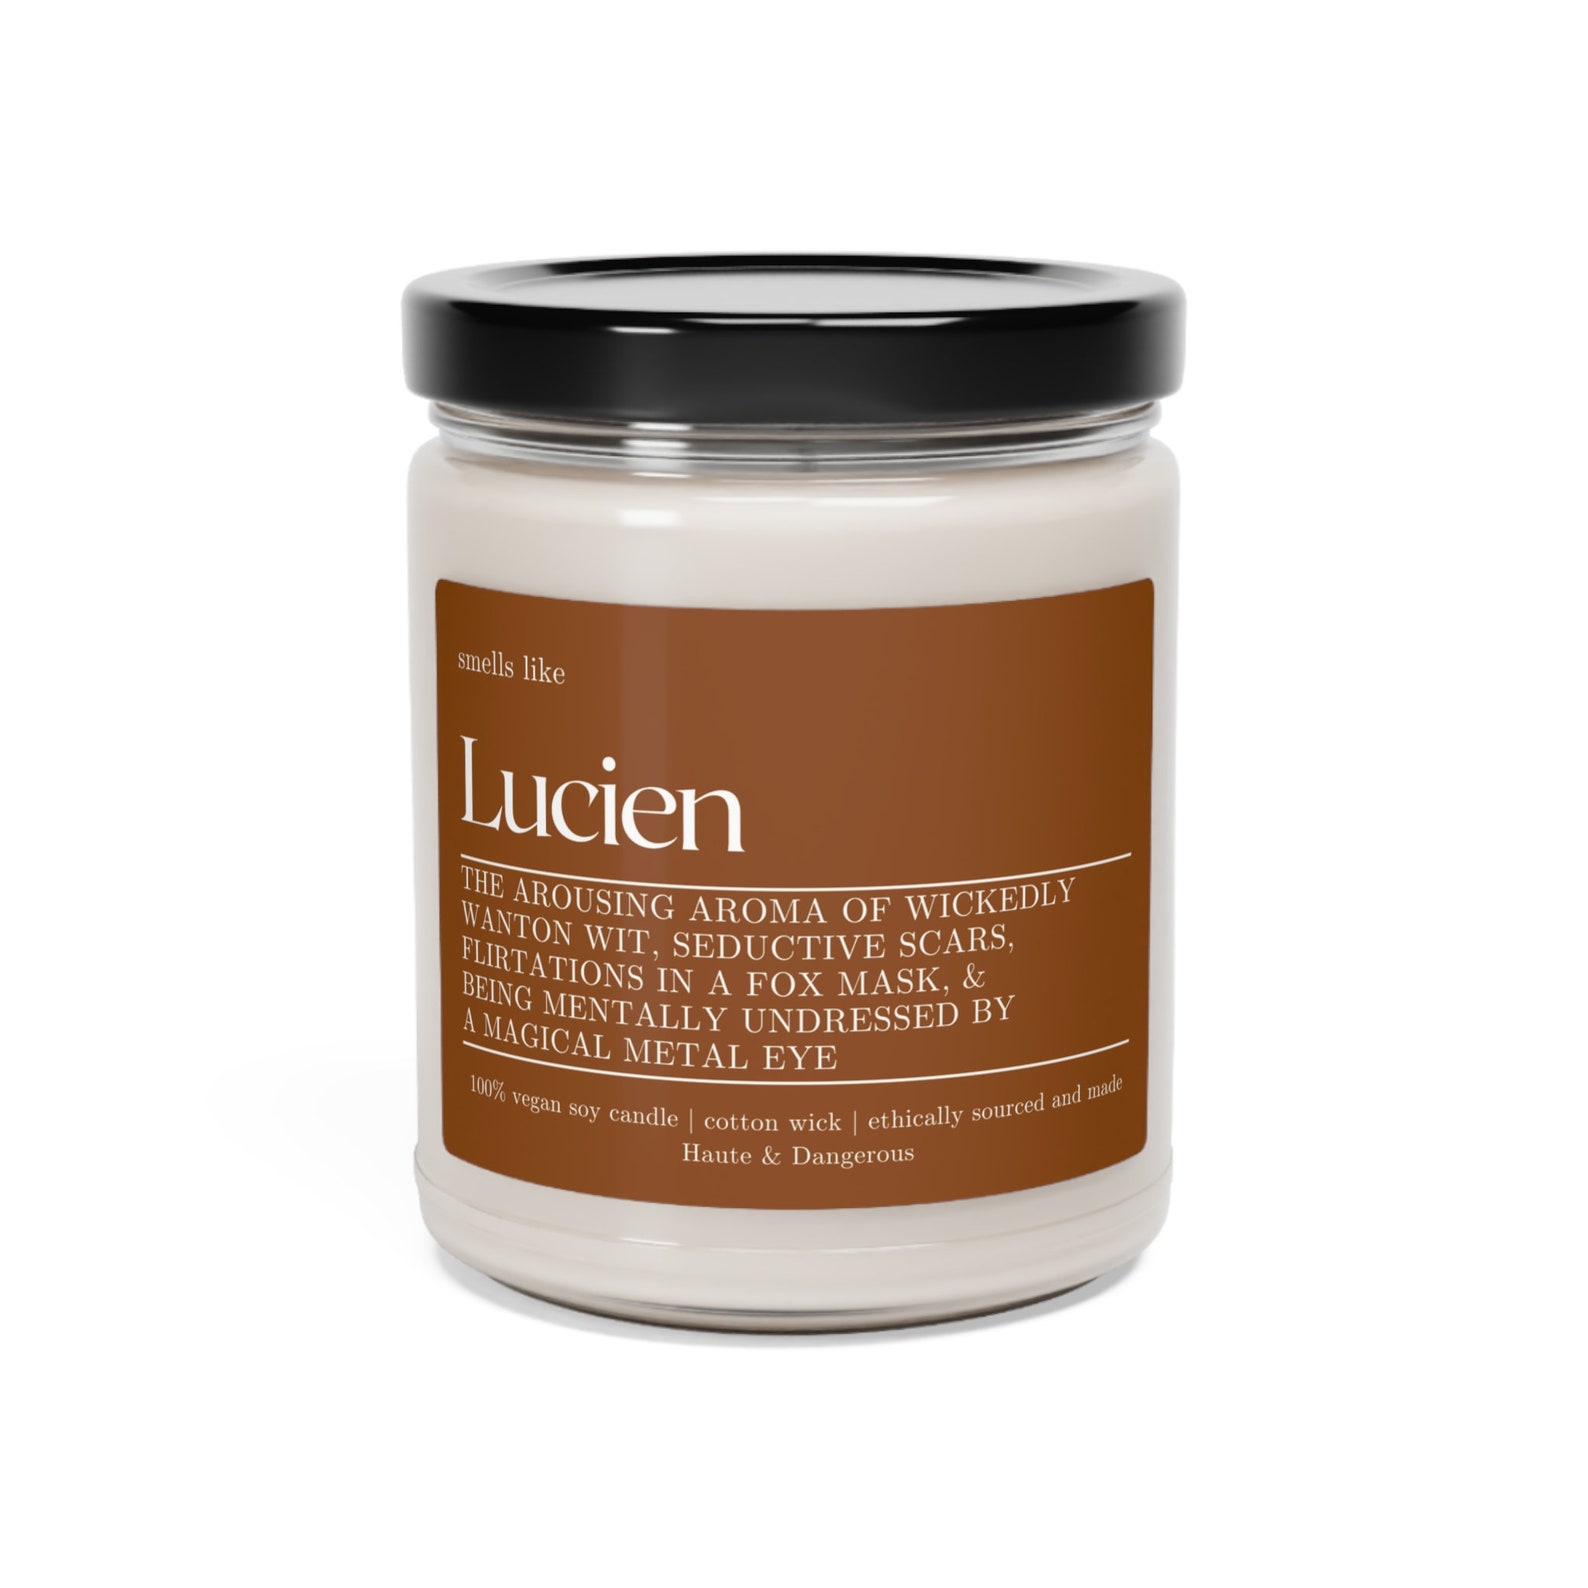 smells like
Lucien
THE AROUSING AROMA OF WICKEDLY
WANTON WIT, SEDUCTIVE SCARS,
FLIRTATIONS IN A FOX MASK, &
BEING MENTALLY UNDRESSED BY
A MAGICAL METAL EYE
100% vegan soy candle | cotton wick | ethically sourced and made
Haute & Dangerous